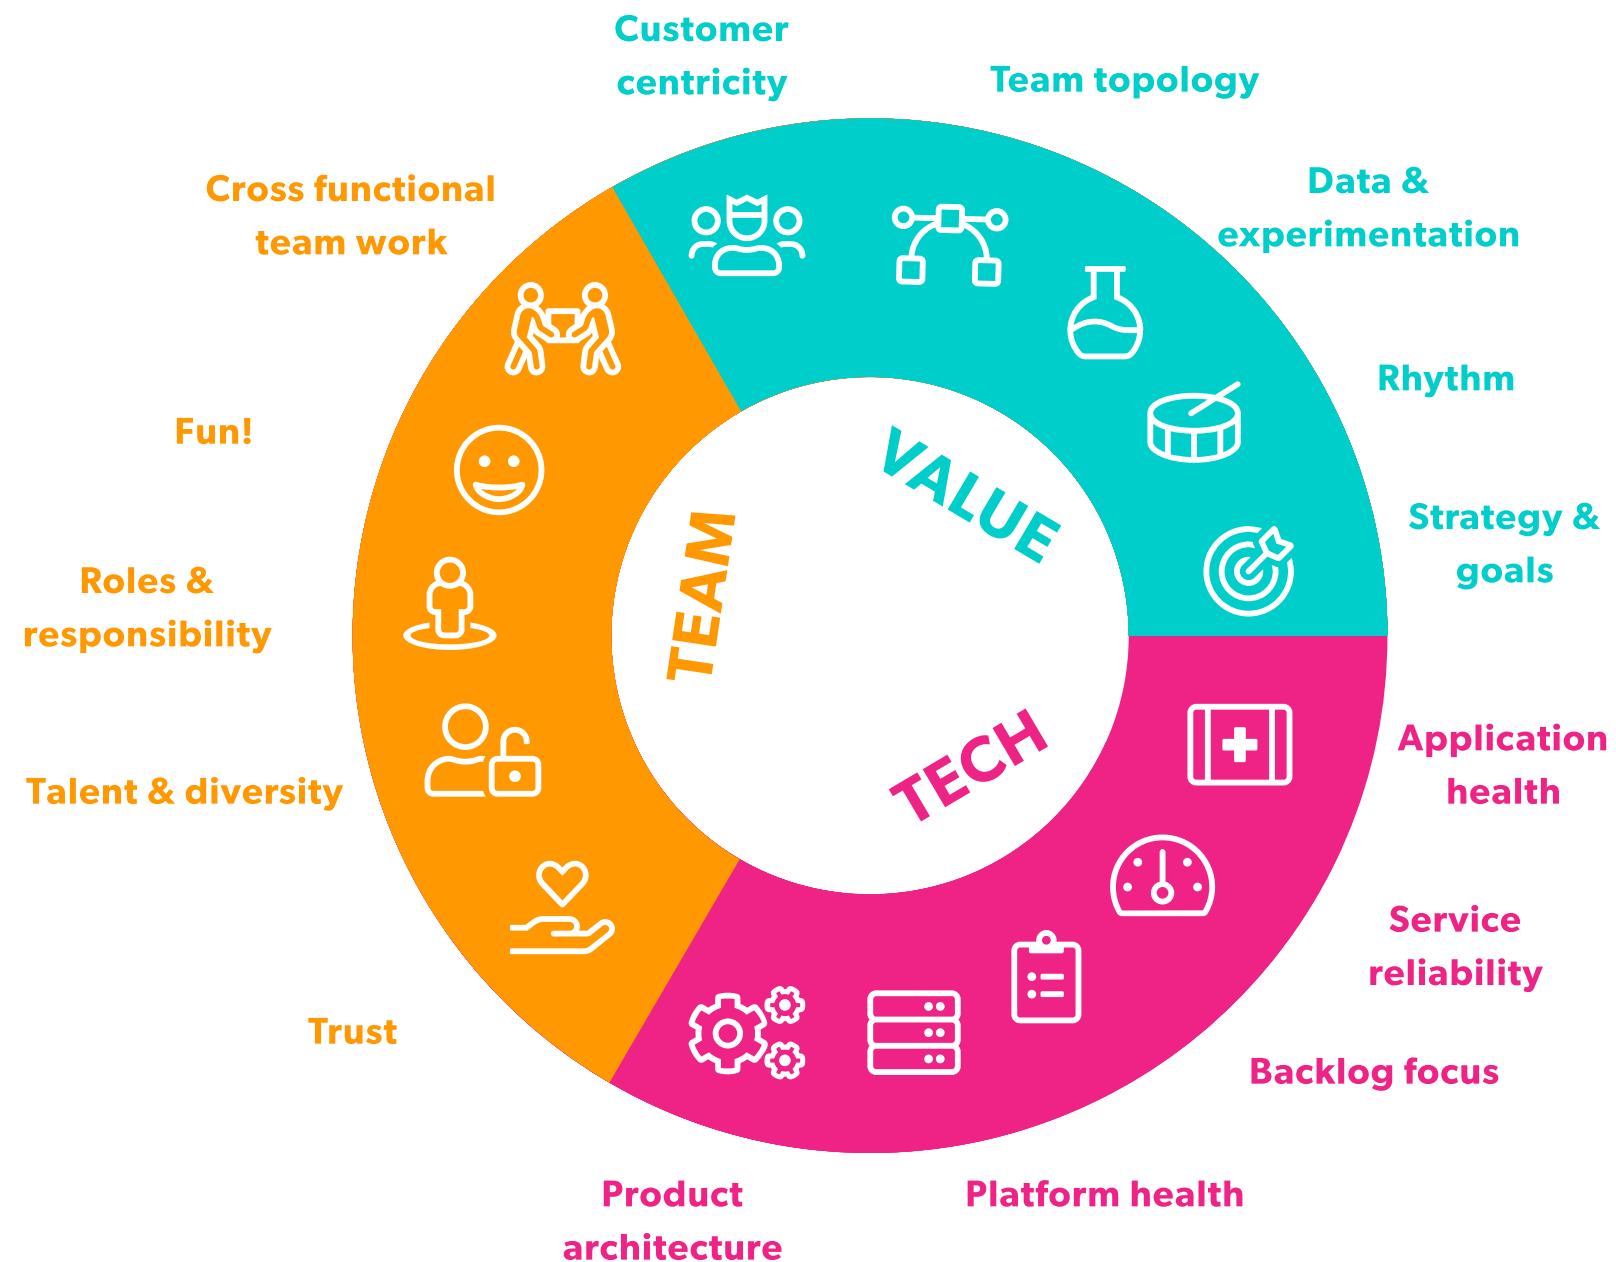 Customer
centricity
Team topology
Data &
experimentation
Rhythm
Strategy &
goals
Application
health
Service
reliability
Backlog focus
Platform health
Product
architecture
Trust
Talent & diversity
Roles &
responsibility
Fun!
Cross functional
team work
VALUE
TEAM
TECH